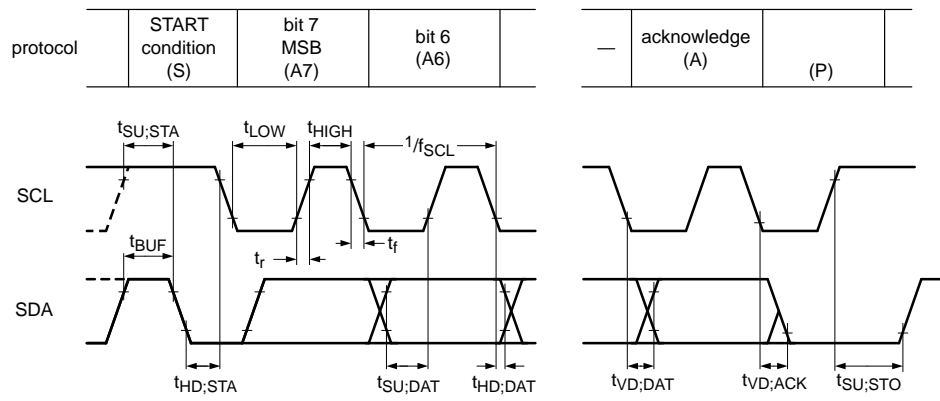 protocol
START
condition
(S)
bit 7
MSB
(A7)
bit 6
(A6)
—
acknowledge
(A)
(P)
tSU;STA
tLOW
tHIGH
1/fSCL
SCL
tBUF
tr
tf
SDA
tHD;STA
tSU;DAT
tHD;DAT
tVD;DAT
tVD;ACK
tSU;STO